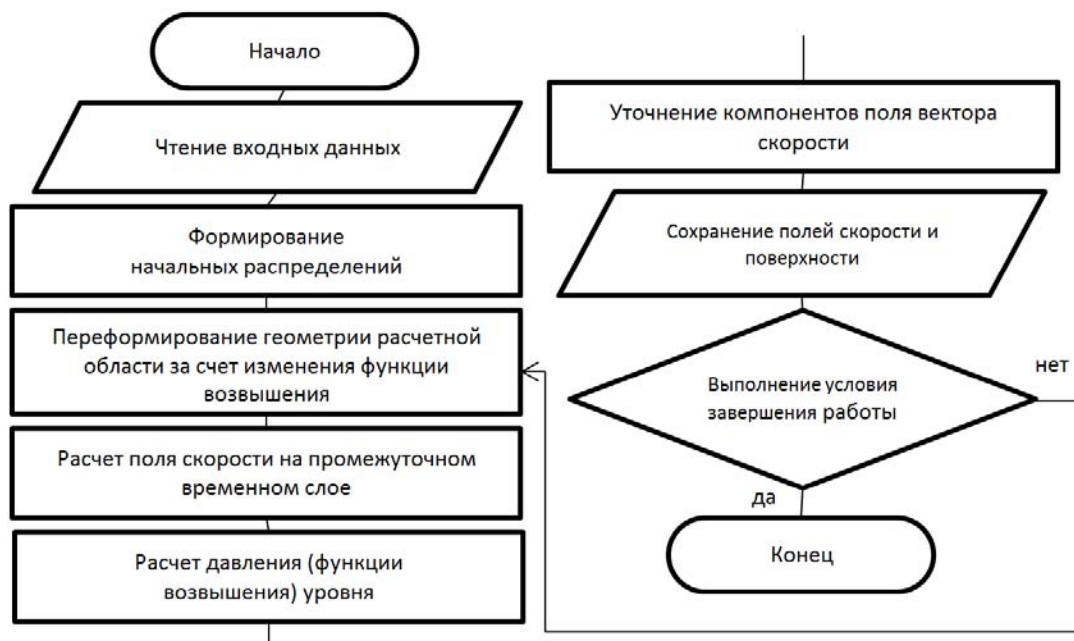 Начало
Чтение входных данных
Формирование
начальных распределений
Переформирование геометрии расчетной
области за счет изменения функции
возвышения
Расчет поля скорости на промежуточном
временном слое
Расчет давления (функции
возвышения) уровня
Уточнение компонентов поля вектора
скорости
Сохранение полей скорости и
поверхности
Выполнение условия
завершения работы
нет
да
Конец